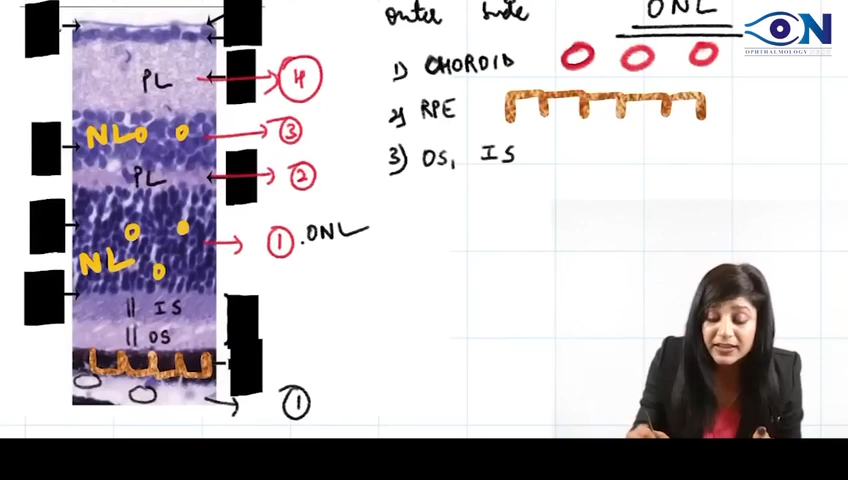 outer side
ONL
ON
OPHTHALMOLOGY
1) CHOROID
2) RPE
3) OS, IS
PL
4
NL
3
PL
2
1 . ONL
NL
IS
OS
1